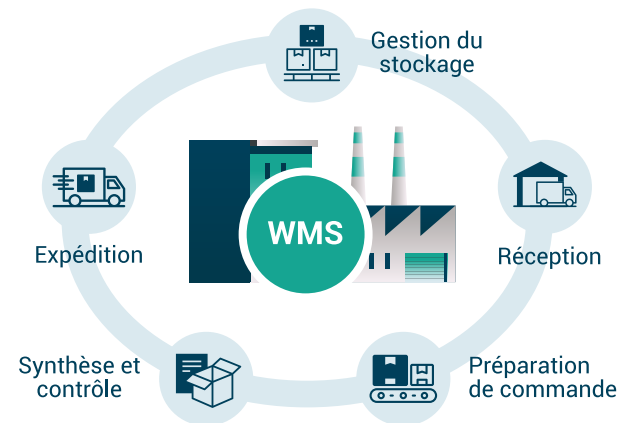 Gestion du
stockage
Expédition
WMS
Réception
Synthèse et
contrôle
Préparation
de commande